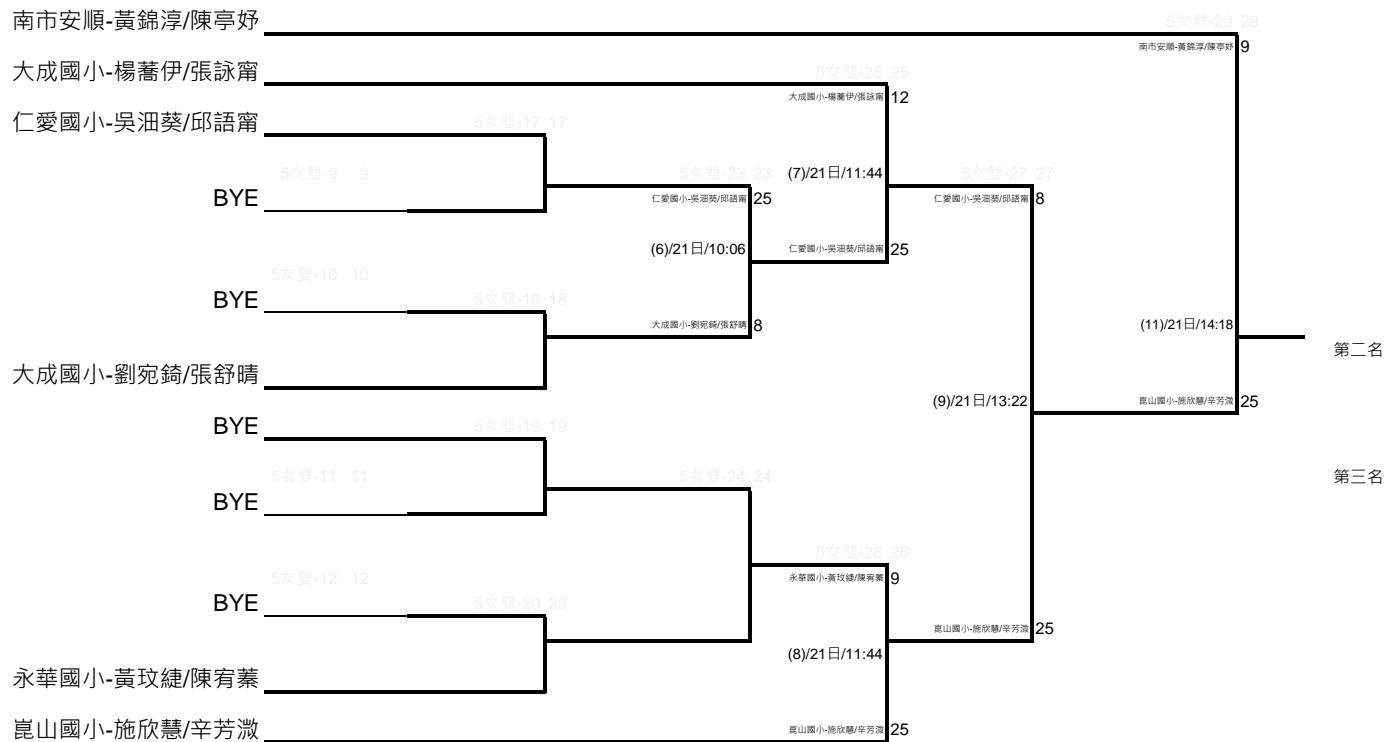 南市安順-黃錦淳/陳亭妤
5女雙-29 29
南市安順-黃錦淳/陳亭妤 9
大成國小-楊蕎伊/張詠甯
5女雙-25 25
大成國小-楊蕎伊/張詠甯 12
仁愛國小-吳沺葵/邱語甯
5女雙-17 17
5女雙-9 9
5女雙-23 23
(7)/21日/11:44
5女雙-27 27
BYE
仁愛國小-吳沺葵/邱語甯 25
仁愛國小-吳沺葵/邱語甯 8
(6)/21日/10:06
仁愛國小-吳沺葵/邱語甯 25
5女雙-10 10
BYE
5女雙-18 18
大成國小-劉宛錡/張舒晴 8
(11)/21日/14:18
第二名
大成國小-劉宛錡/張舒晴
(9)/21日/13:22
崑山國小-施欣慧/辛芳溦 25
BYE
5女雙-19 19
5女雙-11 11
5女雙-24 24
第三名
BYE
5女雙-26 26
5女雙-12 12
永華國小-黃玟緁/陳宥蓁 9
BYE
5女雙-20 20
崑山國小-施欣慧/辛芳溦 25
(8)/21日/11:44
永華國小-黃玟緁/陳宥蓁
崑山國小-施欣慧/辛芳溦
崑山國小-施欣慧/辛芳溦 25